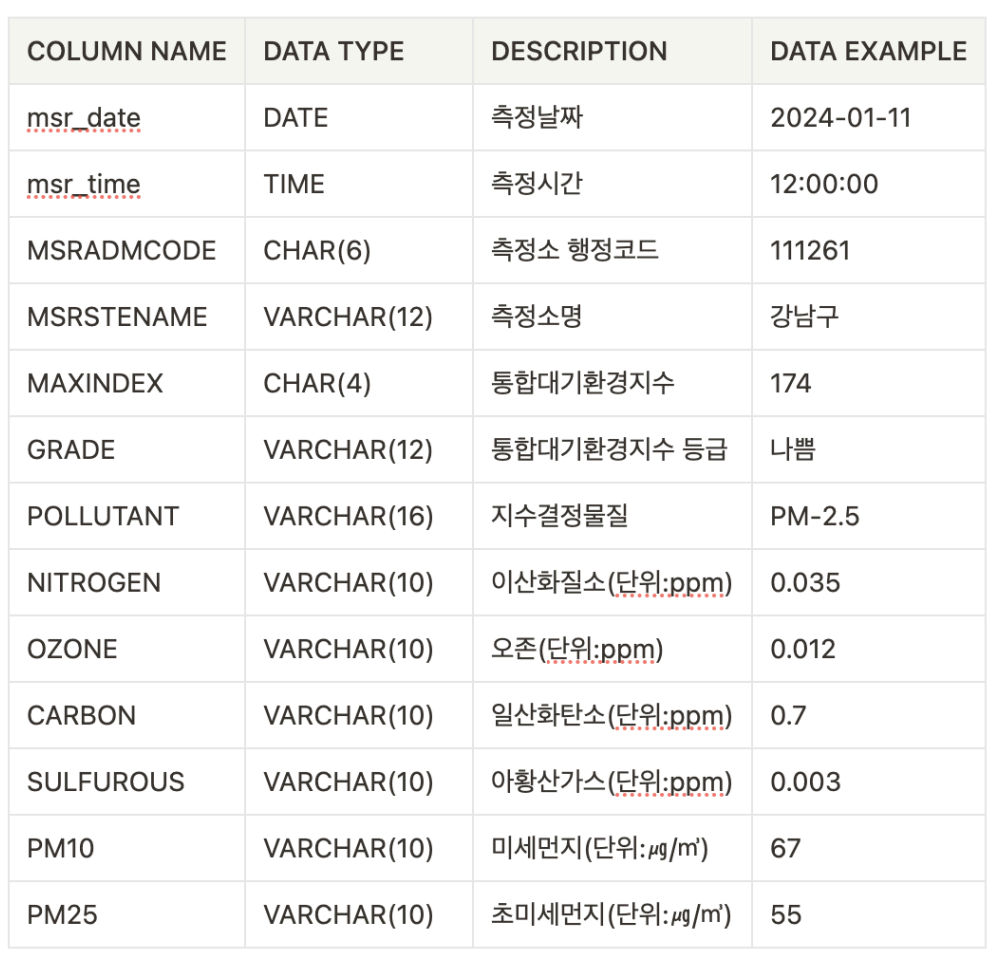 COLUMN NAME DATA TYPE DESCRIPTION DATA EXAMPLE
msr_date DATE 측정날짜 2024-01-11
msr_time TIME 측정시간 12:00:00
MSRADMCODE CHAR(6) 측정소 행정코드 111261
MSRSTENAME VARCHAR(12) 측정소명 강남구
MAXINDEX CHAR(4) 통합대기환경지수 174
GRADE VARCHAR(12) 통합대기환경지수 등급 나쁨
POLLUTANT VARCHAR(16) 지수결정물질 PM-2.5
NITROGEN VARCHAR(10) 이산화질소(단위:ppm) 0.035
OZONE VARCHAR(10) 오존(단위:ppm) 0.012
CARBON VARCHAR(10) 일산화탄소(단위:ppm) 0.7
SULFUROUS VARCHAR(10) 아황산가스(단위:ppm) 0.003
PM10 VARCHAR(10) 미세먼지(단위:㎍/㎥) 67
PM25 VARCHAR(10) 초미세먼지(단위:㎍/㎥) 55